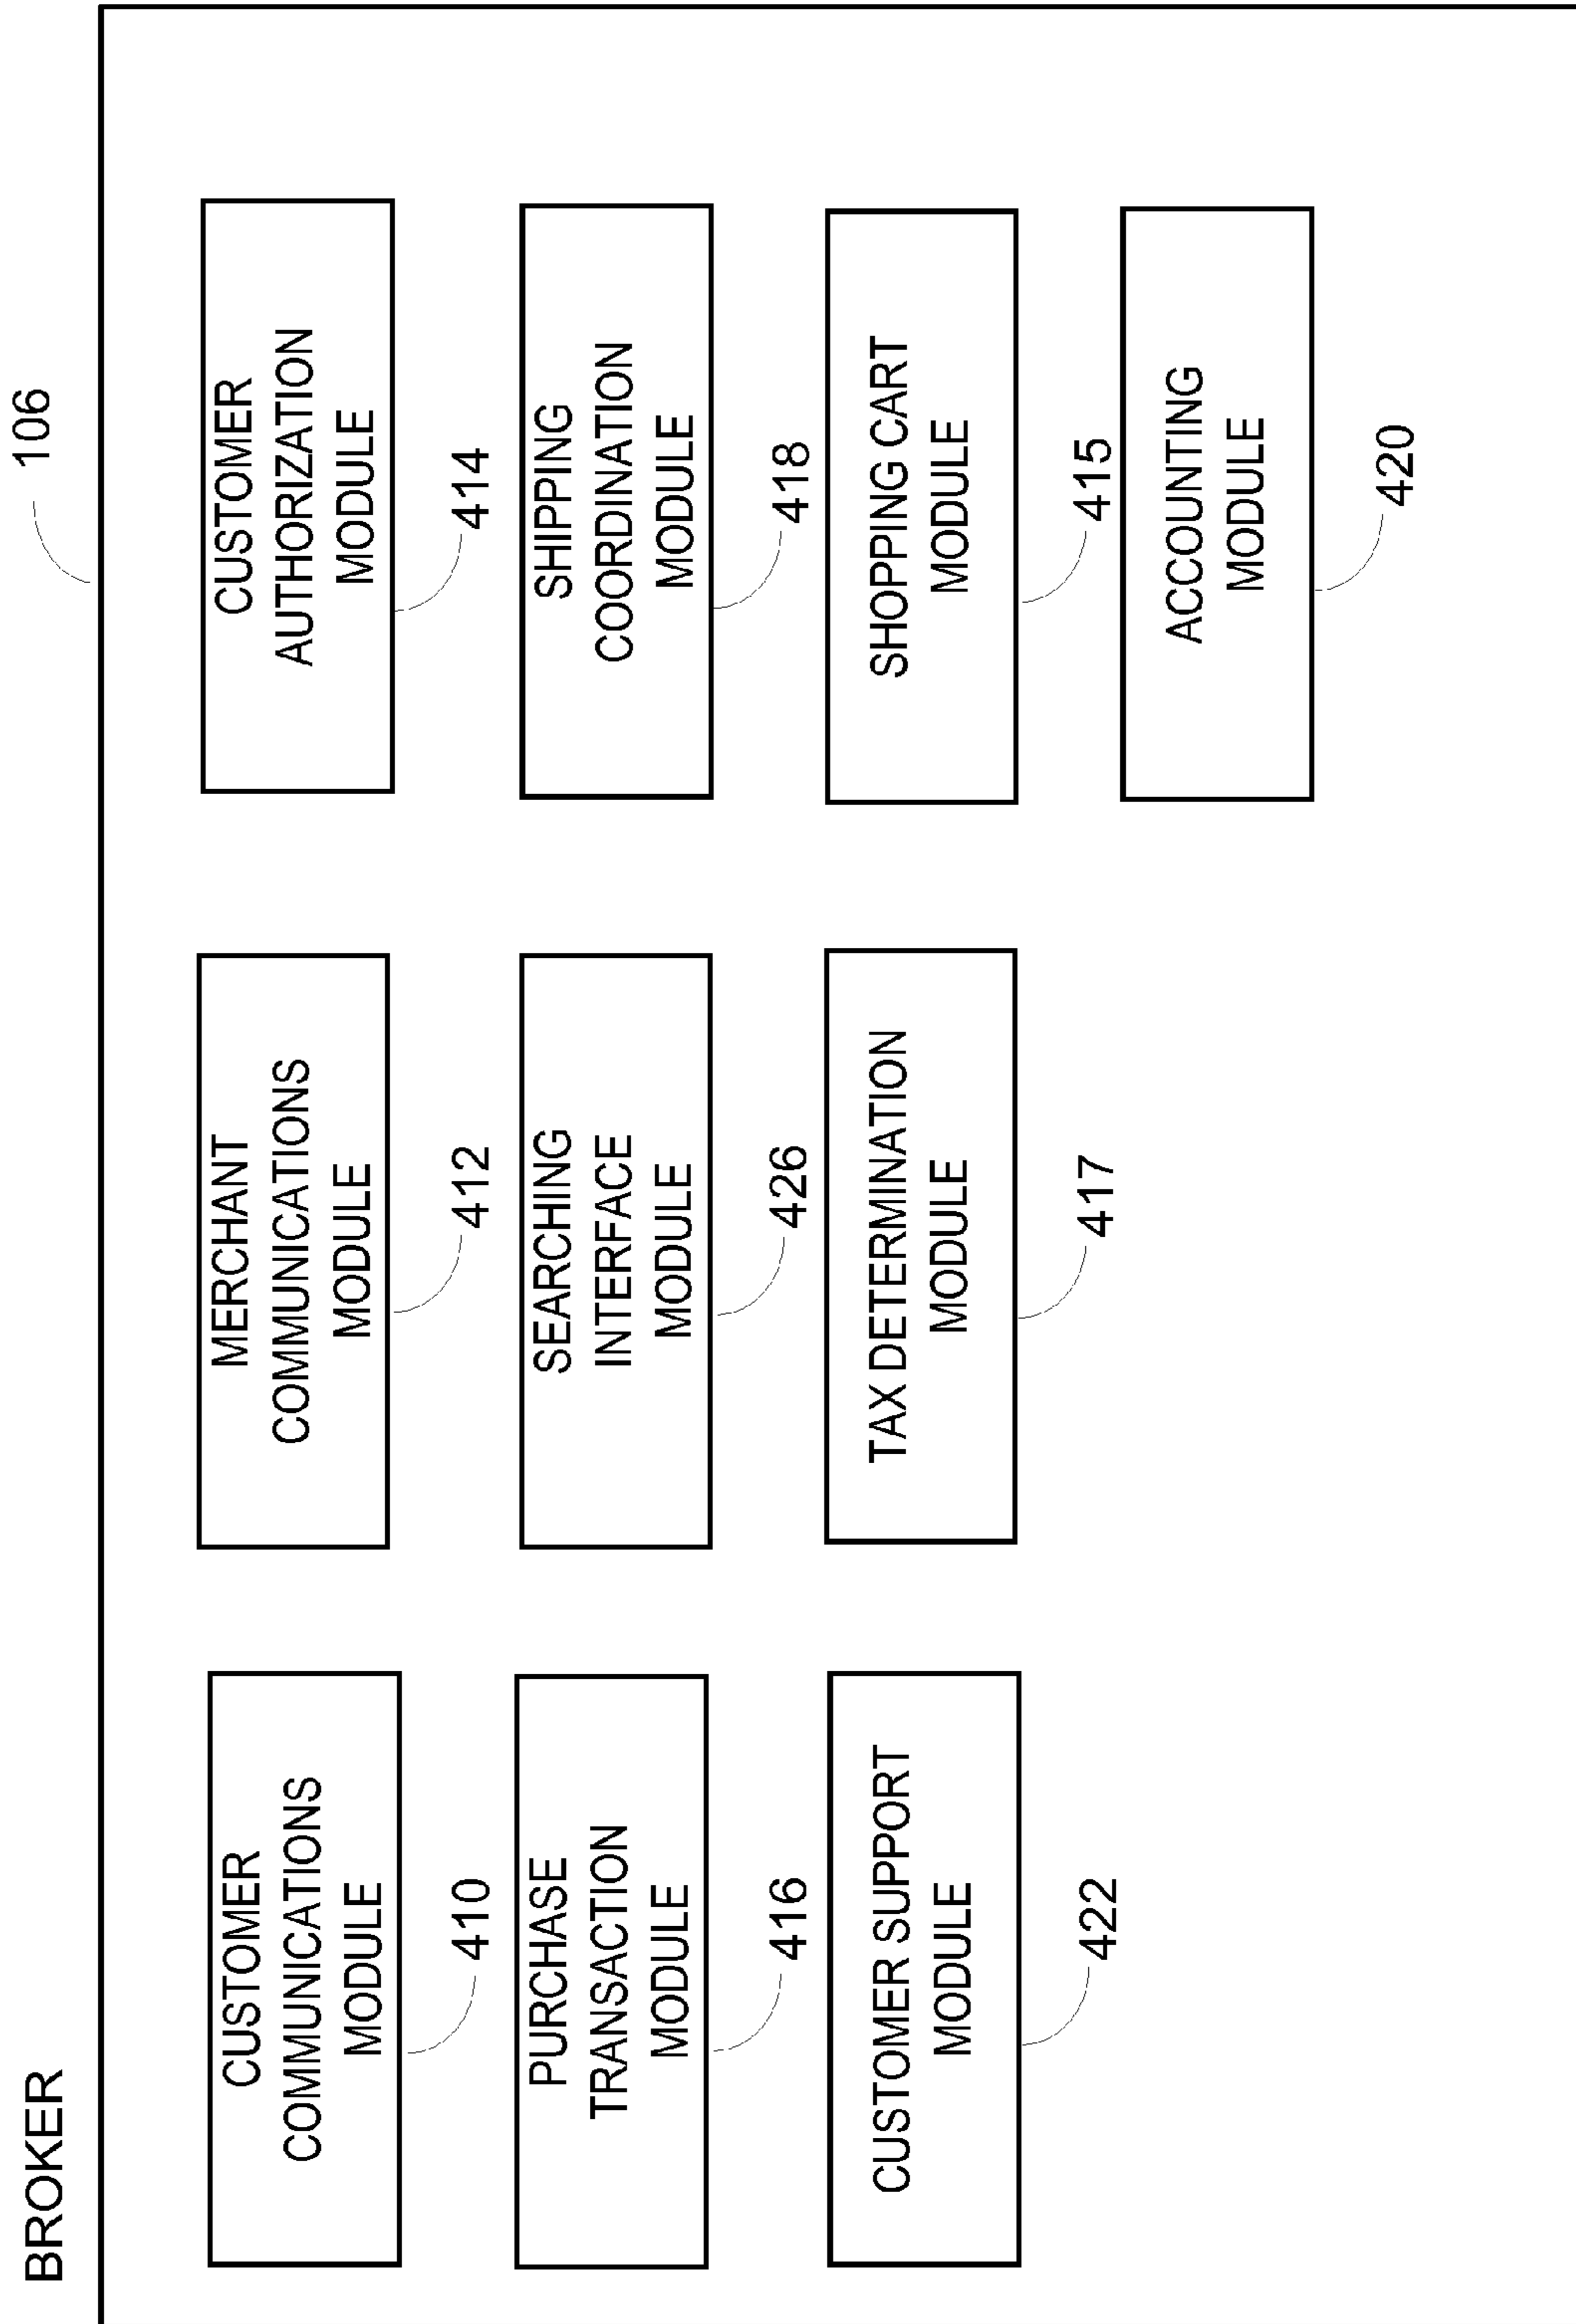 BROKER
106
CUSTOMER
COMMUNICATIONS
MODULE
410
MERCHANT
COMMUNICATIONS
MODULE
412
CUSTOMER
AUTHORIZATION
MODULE
414
PURCHASE
TRANSACTION
MODULE
416
SEARCHING
INTERFACE
MODULE
426
SHIPPING
COORDINATION
MODULE
418
CUSTOMER SUPPORT
MODULE
422
TAX DETERMINATION
MODULE
417
SHOPPING CART
MODULE
415
ACCOUNTING
MODULE
420